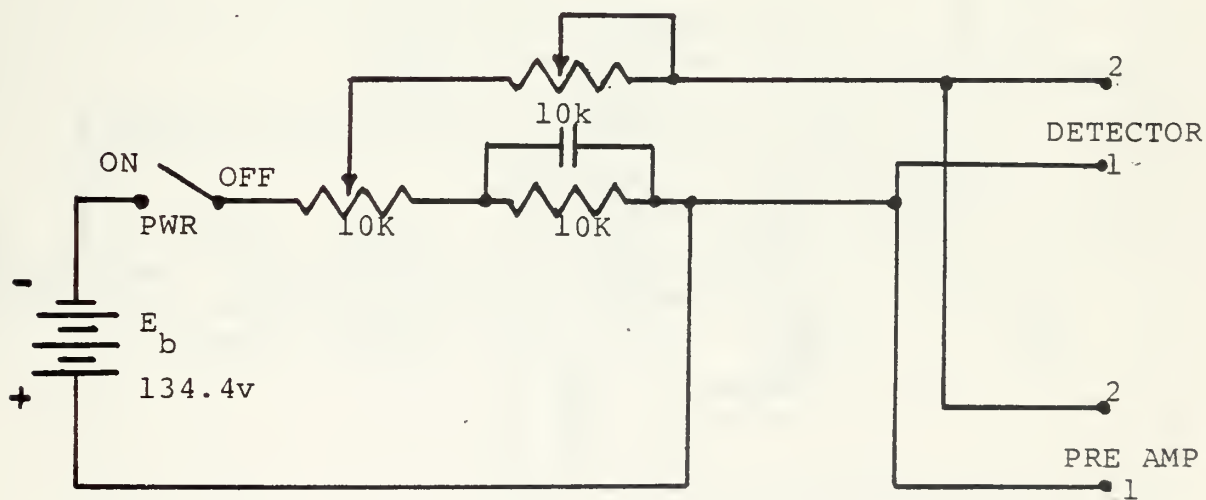 2
10k
DETECTOR
1
ON
OFF
PWR
10K
10K
-
E
b
134.4v
+
2
PRE AMP
1